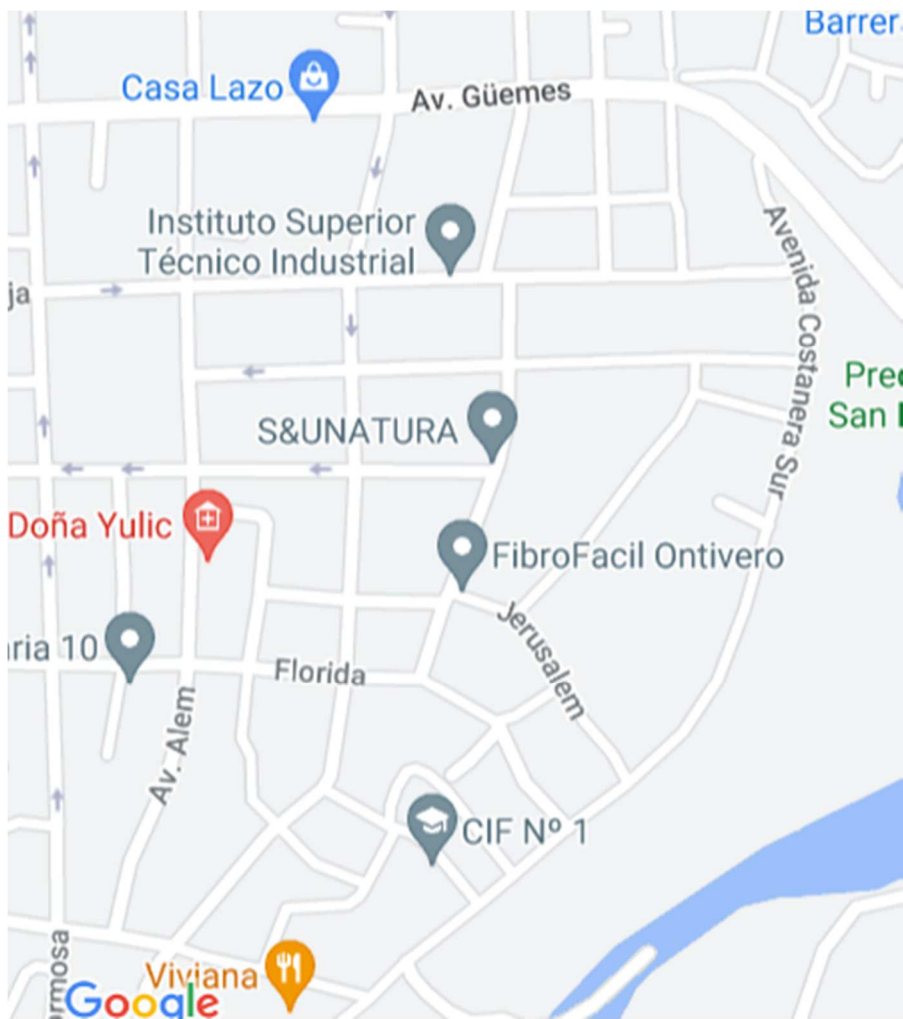 Barrer
Casa Lazo
Av. Güemes
Instituto Superior
Técnico Industrial
Avenida Costanera Sur
ja
Pre
San
S&UNATURA
Doña Yulic
FibroFacil Ontivero
Jerusalem
ria 10
Florida
Av. Alem
CIF Nº 1
rmosa
Viviana
Google